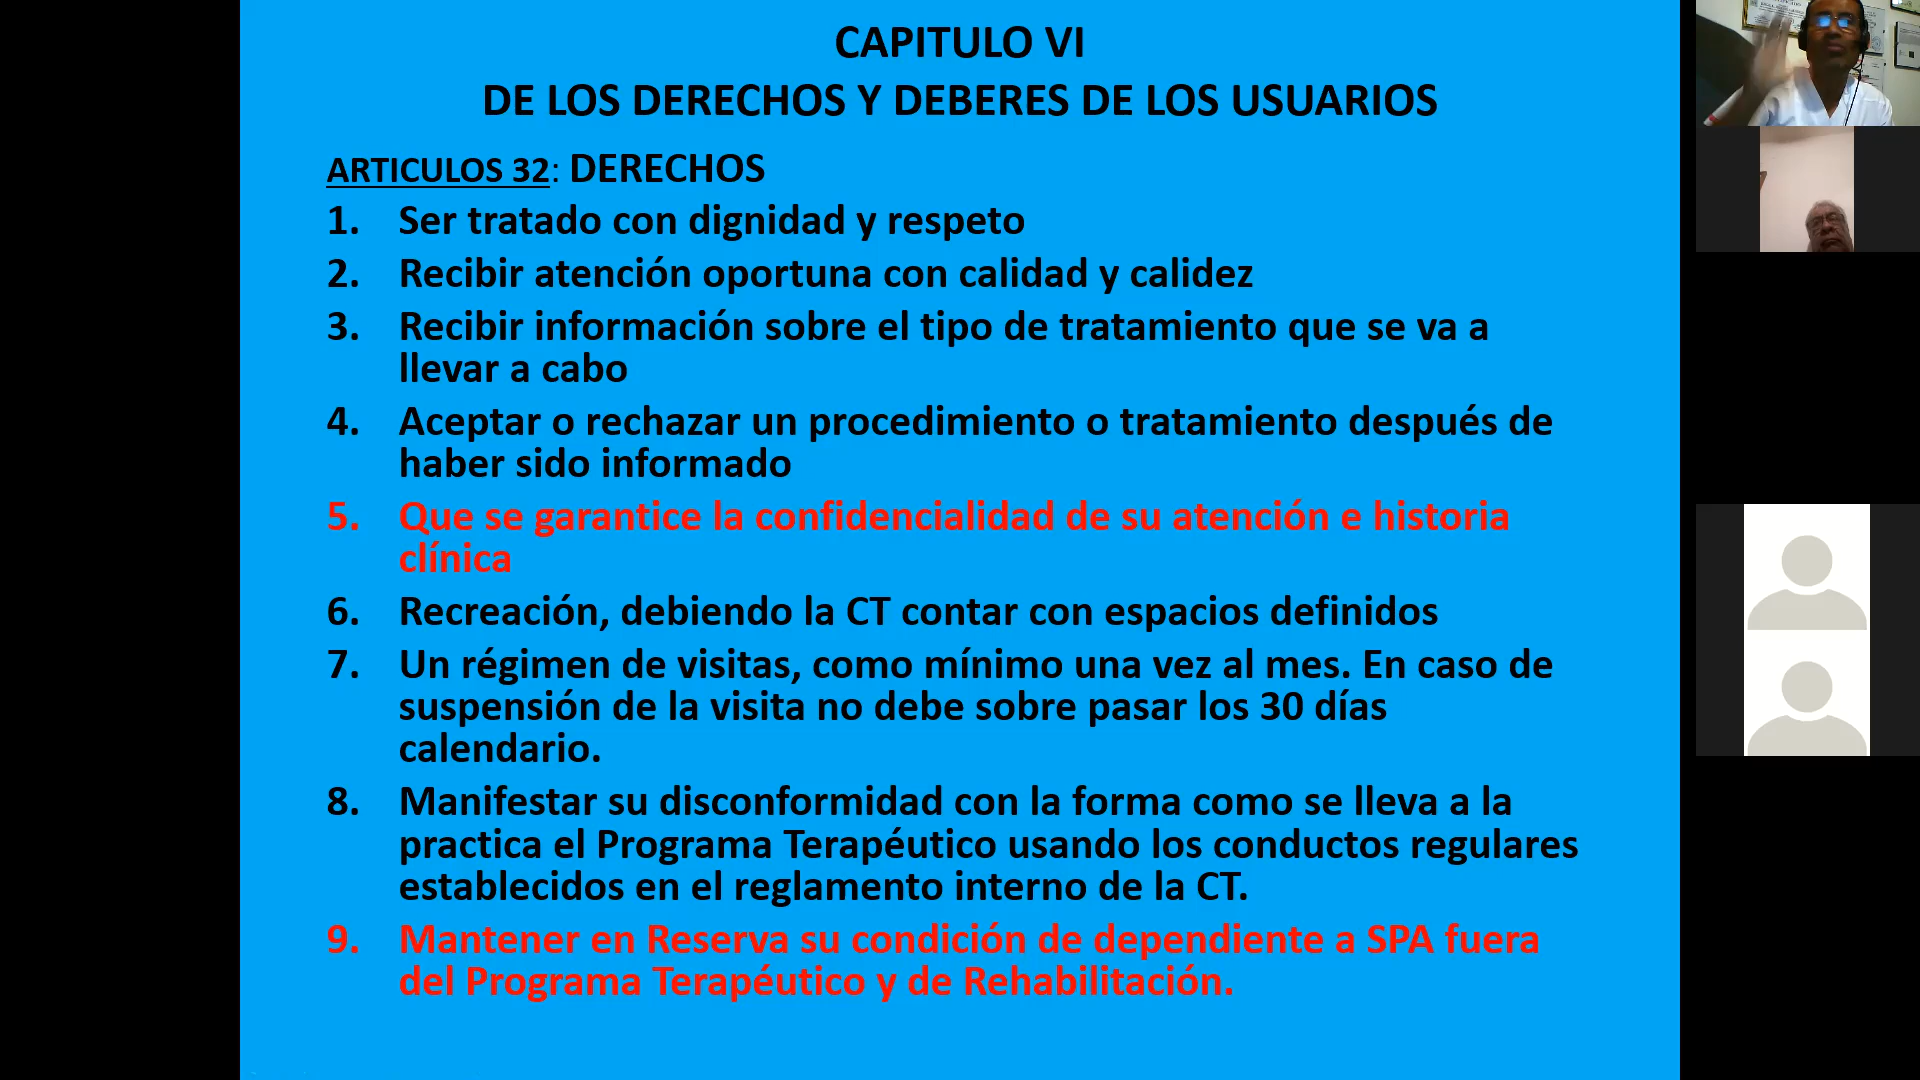 CAPITULO VI
DE LOS DERECHOS Y DEBERES DE LOS USUARIOS
ARTICULOS 32: DERECHOS
1. Ser tratado con dignidad y respeto
2. Recibir atención oportuna con calidad y calidez
3. Recibir información sobre el tipo de tratamiento que se va a
llevar a cabo
4. Aceptar o rechazar un procedimiento o tratamiento después de
haber sido informado
5. Que se garantice la confidencialidad de su atención e historia
clínica
6. Recreación, debiendo la CT contar con espacios definidos
7. Un régimen de visitas, como mínimo una vez al mes. En caso de
suspensión de la visita no debe sobre pasar los 30 días
calendario.
8. Manifestar su disconformidad con la forma como se lleva a la
practica el Programa Terapéutico usando los conductos regulares
establecidos en el reglamento interno de la CT.
9. Mantener en Reserva su condición de dependiente a SPA fuera
del Programa Terapéutico y de Rehabilitación.